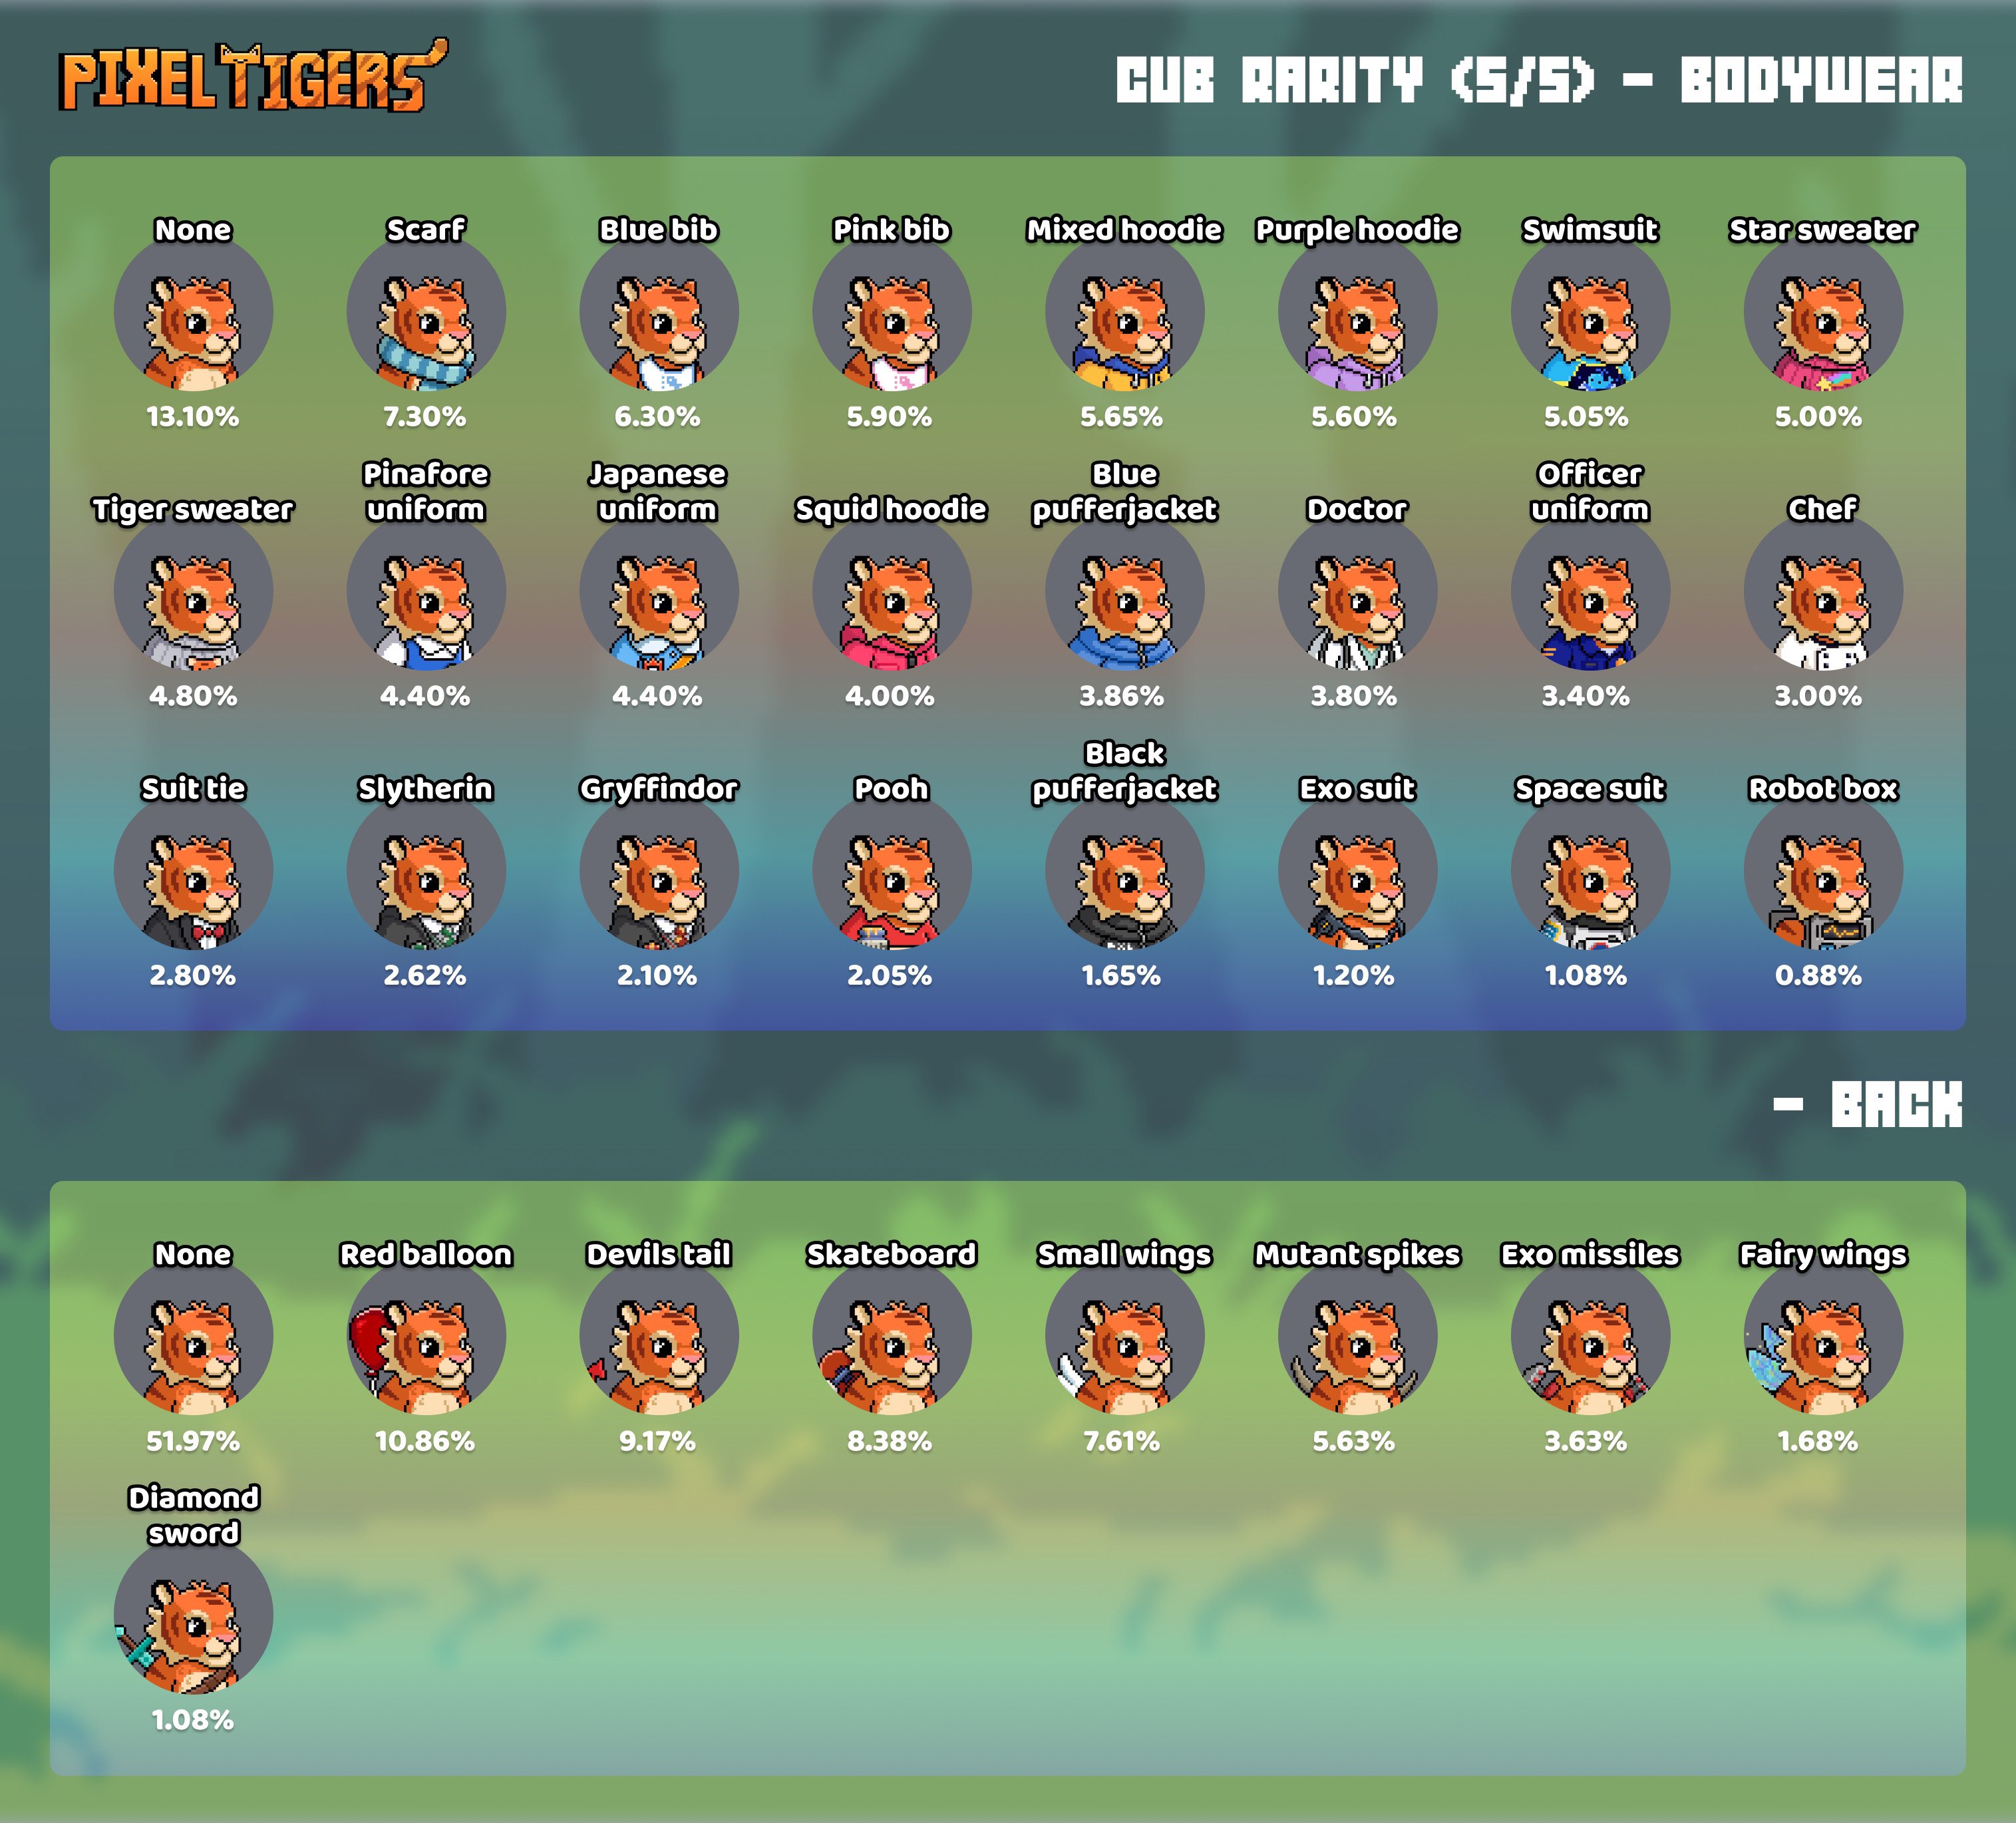 PIXEL TIGERS
CUB RARITY (5/5) - BODYWEAR
None Scarf Blue bib Pink bib Mixed hoodie Purple hoodie Swimsuit Star sweater
13.10% 7.30% 6.30% 5.90% 5.65% 5.60% 5.05% 5.00%
Pinafore Japanese Blue Officer
Tiger sweater uniform uniform Squid hoodie pufferjacket Doctor uniform Chef
4.80% 4.40% 4.40% 4.00% 3.86% 3.80% 3.40% 3.00%
Black
Suit tie Slytherin Gryffindor Pooh pufferjacket Exo suit Space suit Robot box
2.80% 2.62% 2.10% 2.05% 1.65% 1.20% 1.08% 0.88%
- BACK
None Red balloon Devils tail Skateboard Small wings Mutant spikes Exo missiles Fairy wings
51.97% 10.86% 9.17% 8.38% 7.61% 5.63% 3.63% 1.68%
Diamond
sword
1.08%